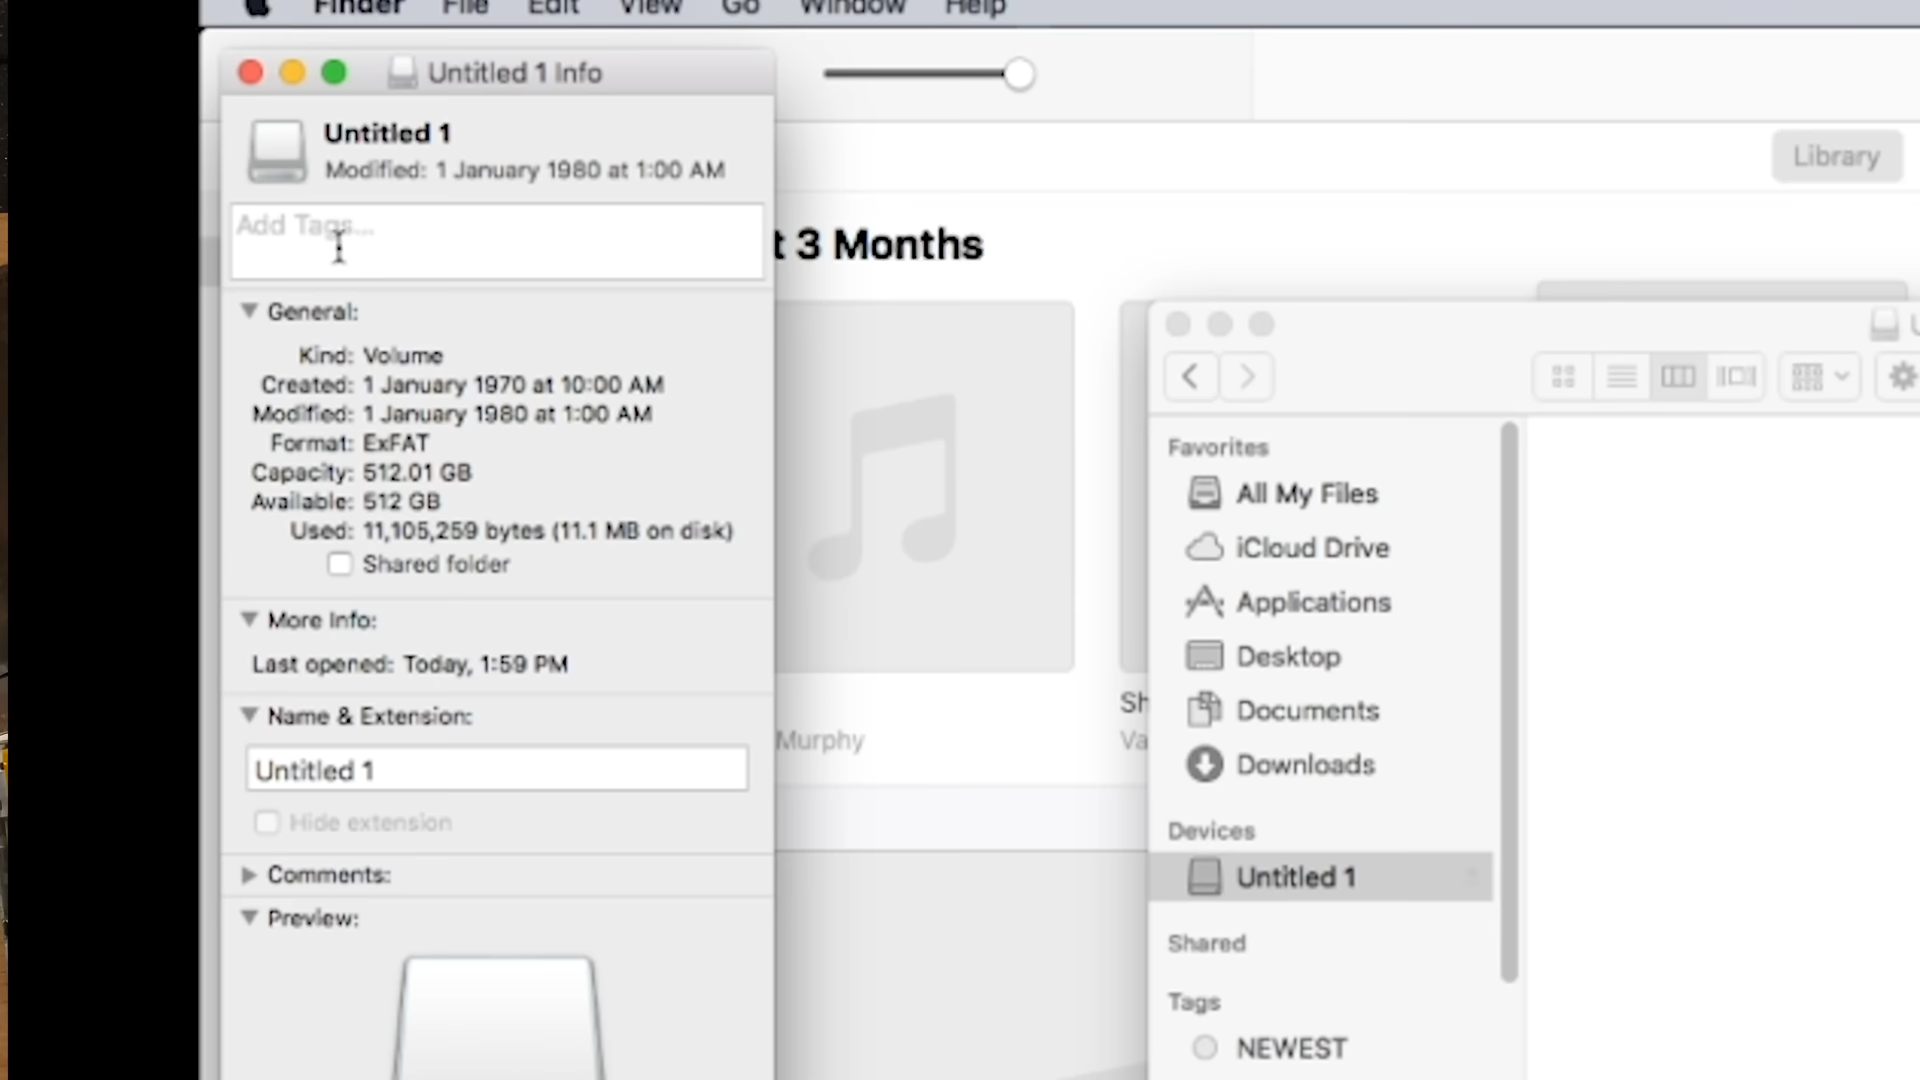 Finder File Edit View Go Window Help
Untitled 1 Info
Untitled 1
Modified: 1 January 1980 at 1:00 AM
Add Tags...
General:
Kind: Volume
Created: 1 January 1970 at 10:00 AM
Modified: 1 January 1980 at 1:00 AM
Format: ExFAT
Capacity: 512.01 GB
Available: 512 GB
Used: 11,105,259 bytes (11.1 MB on disk)
Shared folder
More Info:
Last opened: Today, 1:59 PM
Name & Extension:
Untitled 1
Hide extension
Comments:
Preview:
Library
t 3 Months
Murphy
Sh
Va
Favorites
All My Files
iCloud Drive
Applications
Desktop
Documents
Downloads
Devices
Untitled 1
Shared
Tags
NEWEST